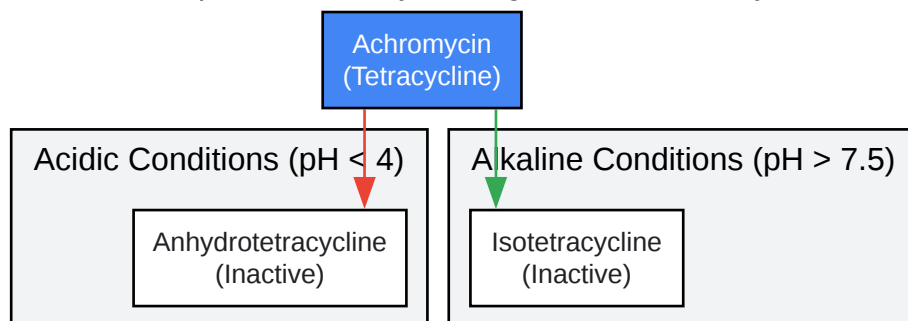 Achromycin
(Tetracycline)
Acidic Conditions (pH < 4)
Alkaline Conditions (pH > 7.5)
Anhydrotetracycline
(Inactive)
Isotetracycline
(Inactive)